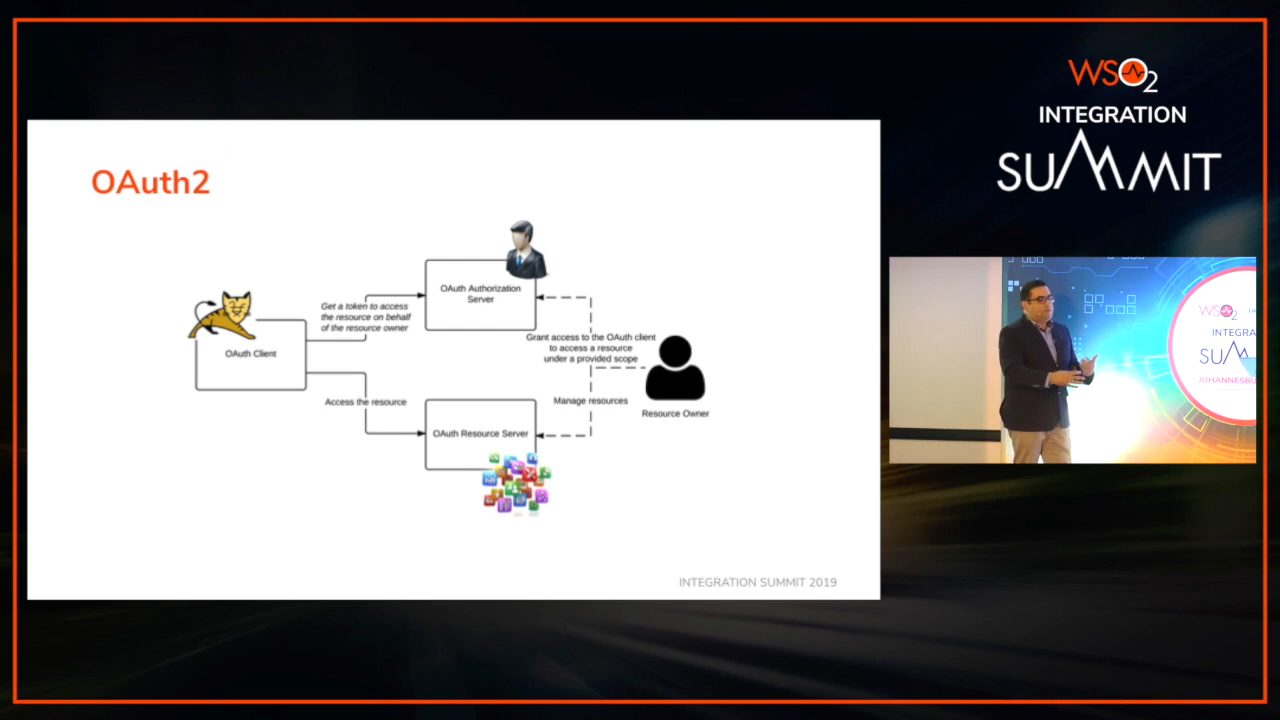 WSO2
INTEGRATION
SUMMIT
OAuth2
OAuth Authorization
Server
Get a token to access
the resource on behalf
of the resource owner
OAuth Client
Grant access to the OAuth client
to access a resource
under a provided scope
Access the resource
Manage resources
Resource Owner
OAuth Resource Server
INTEGRATION SUMMIT 2019
WSO2
INTEGRA
SUM
JOHANNESBU